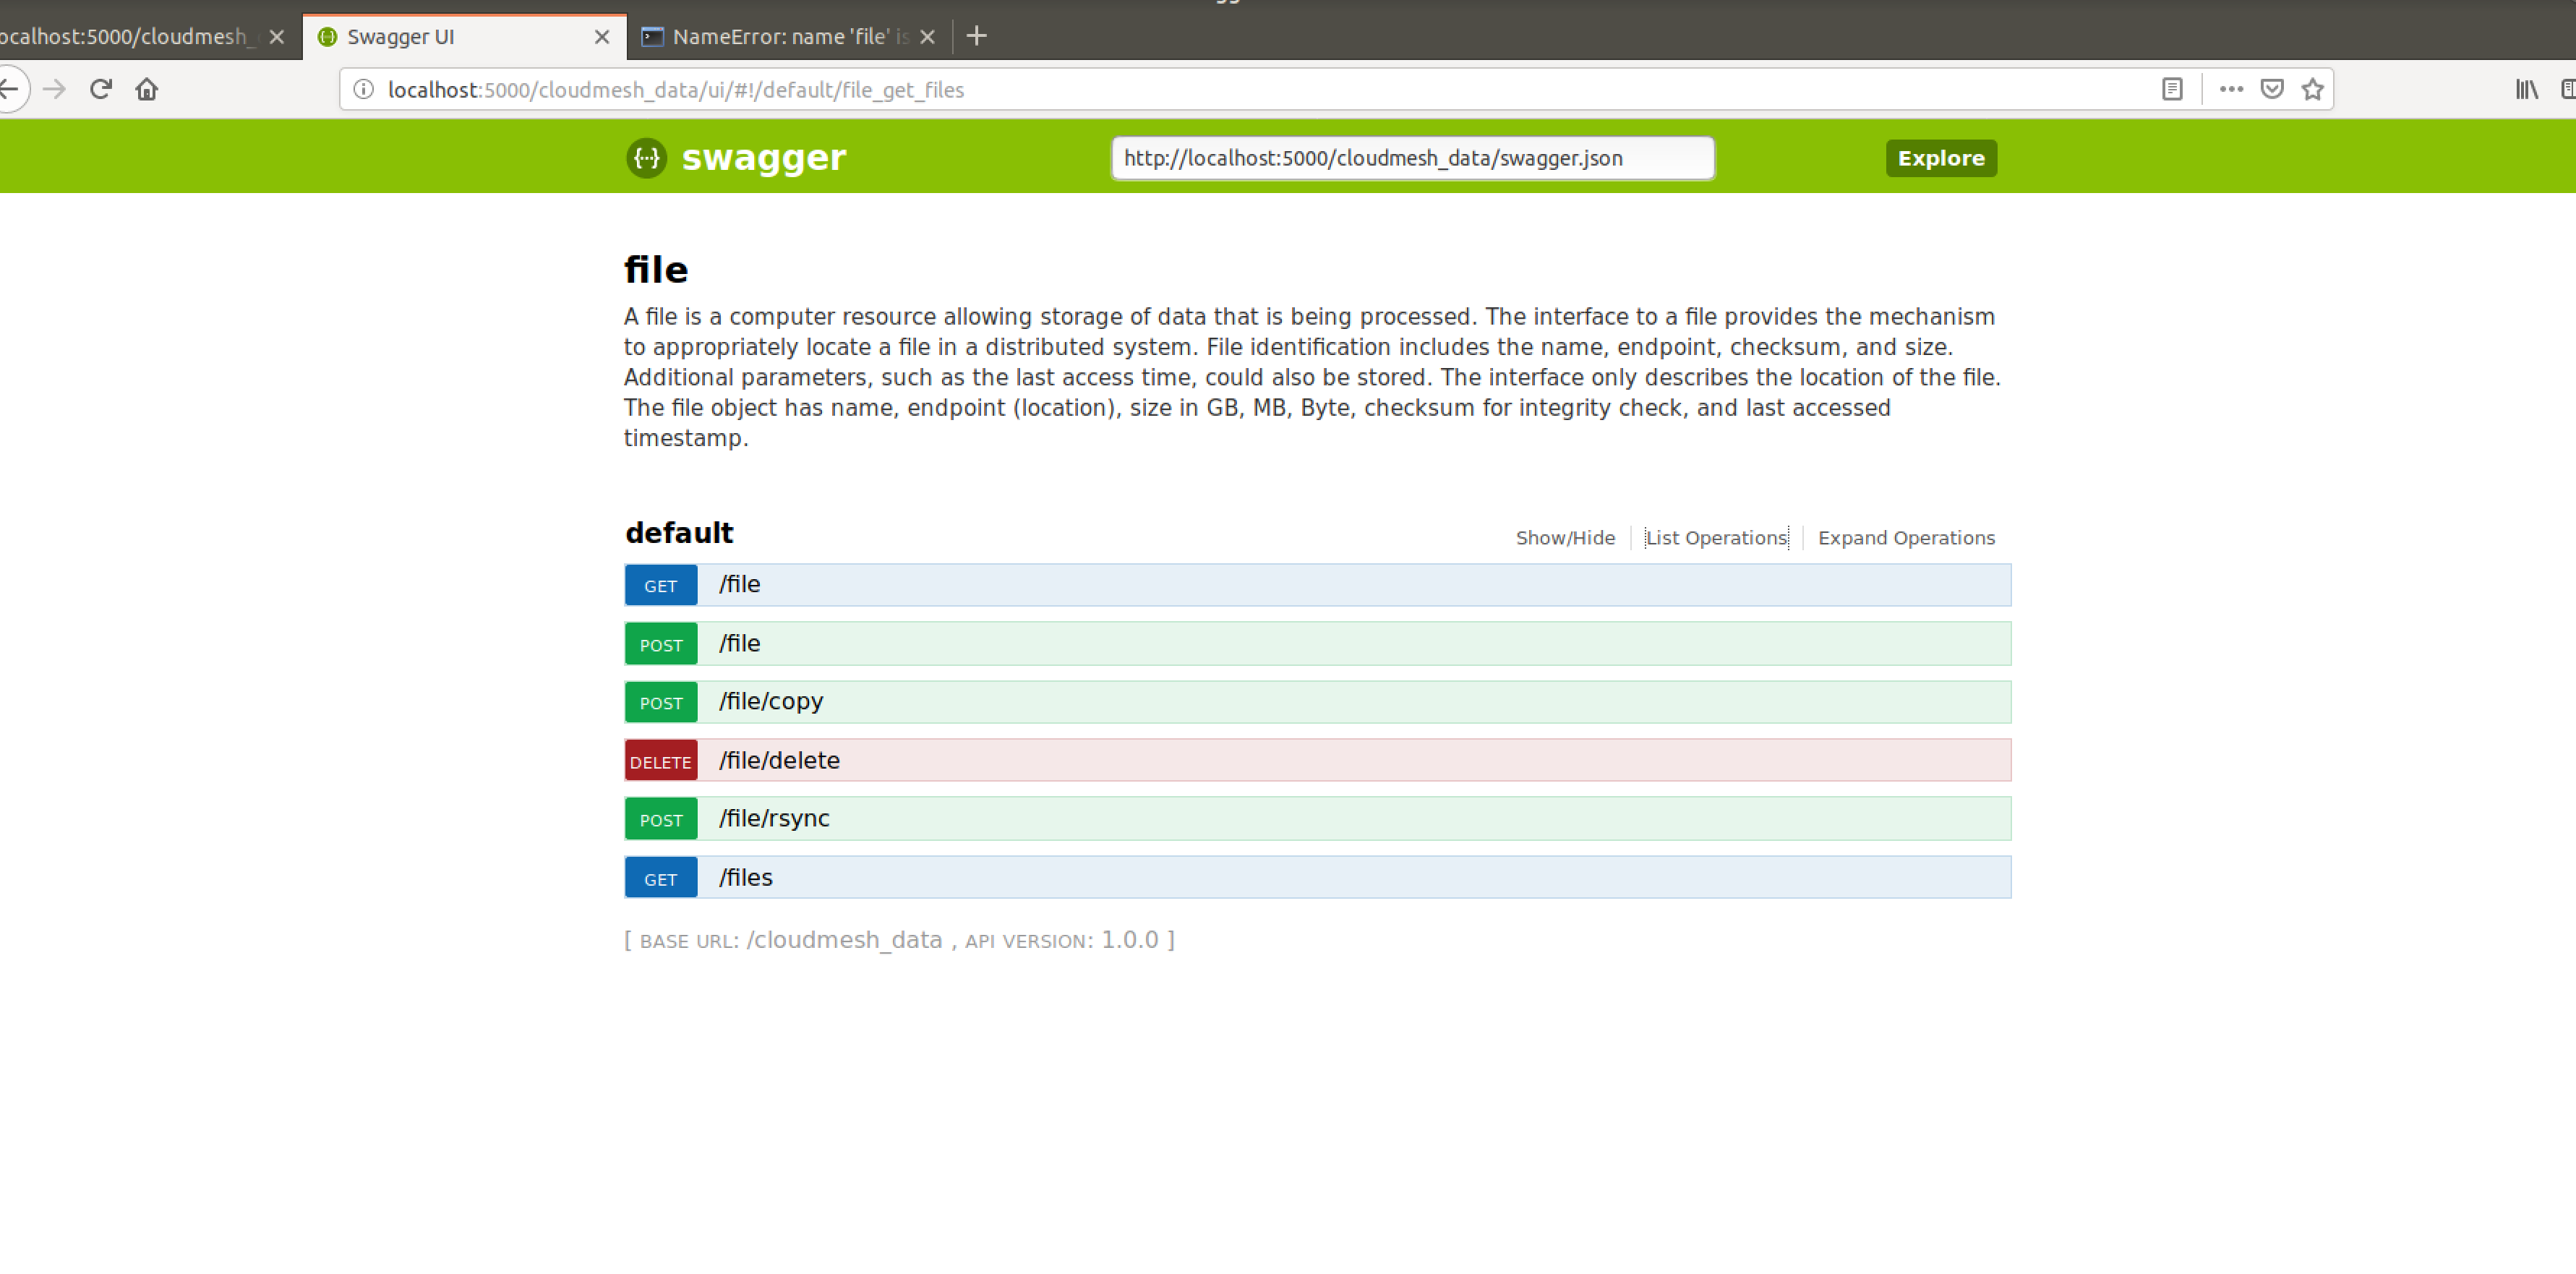 ocalhost:5000/cloudmesh_
Swagger UI
NameError: name 'file' is
localhost:5000/cloudmesh_data/ui/#!/default/file_get_files
swagger
http://localhost:5000/cloudmesh_data/swagger.json
Explore
file
A file is a computer resource allowing storage of data that is being processed. The interface to a file provides the mechanism
to appropriately locate a file in a distributed system. File identification includes the name, endpoint, checksum, and size.
Additional parameters, such as the last access time, could also be stored. The interface only describes the location of the file.
The file object has name, endpoint (location), size in GB, MB, Byte, checksum for integrity check, and last accessed
timestamp.
default
Show/Hide
List Operations
Expand Operations
GET /file
POST /file
POST /file/copy
DELETE /file/delete
POST /file/rsync
GET /files
[ BASE URL: /cloudmesh_data , API VERSION: 1.0.0 ]